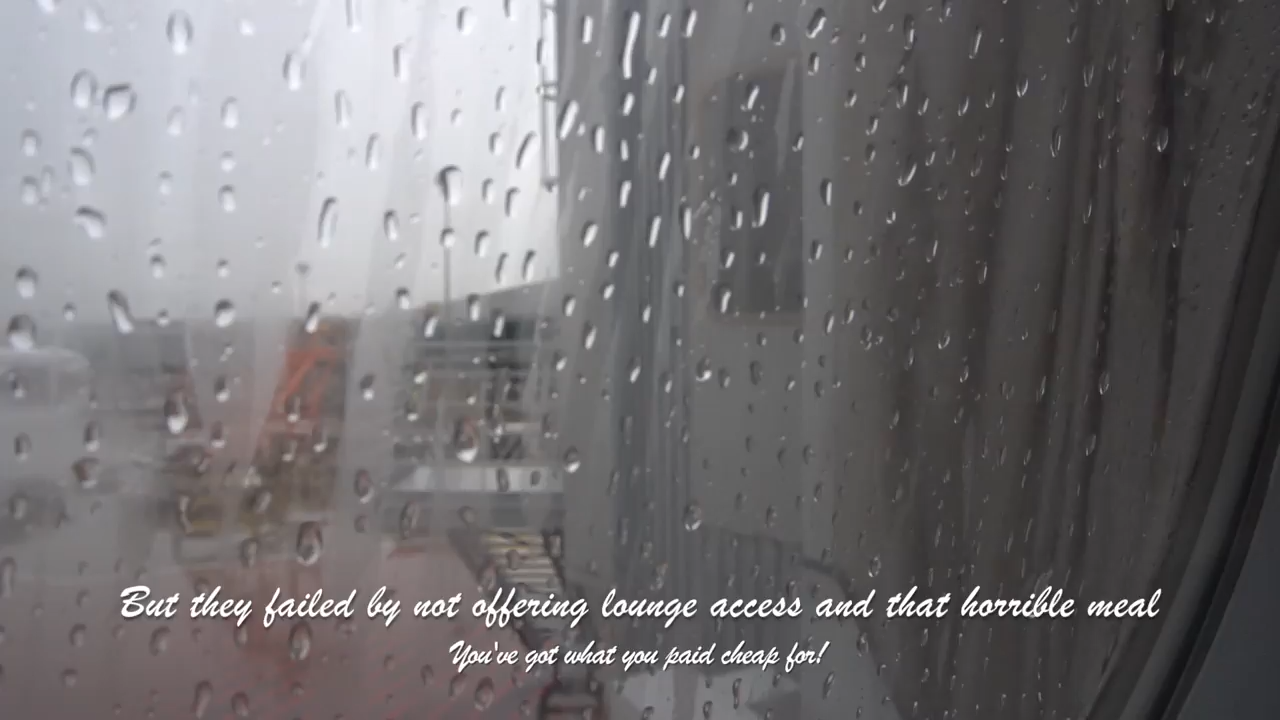 But they failed by not offering lounge access and that horrible meal
You've got what you paid cheap for!